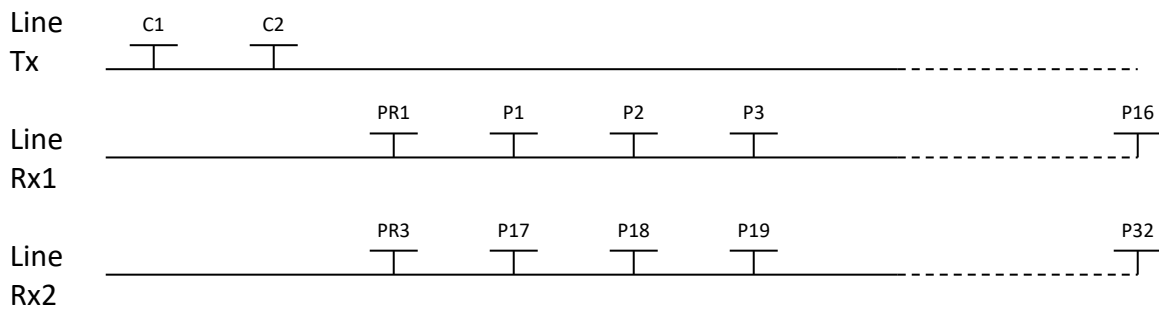 Line
Tx
C1 C2
Line
Rx1
PR1 P1 P2 P3 P16
Line
Rx2
PR3 P17 P18 P19 P32